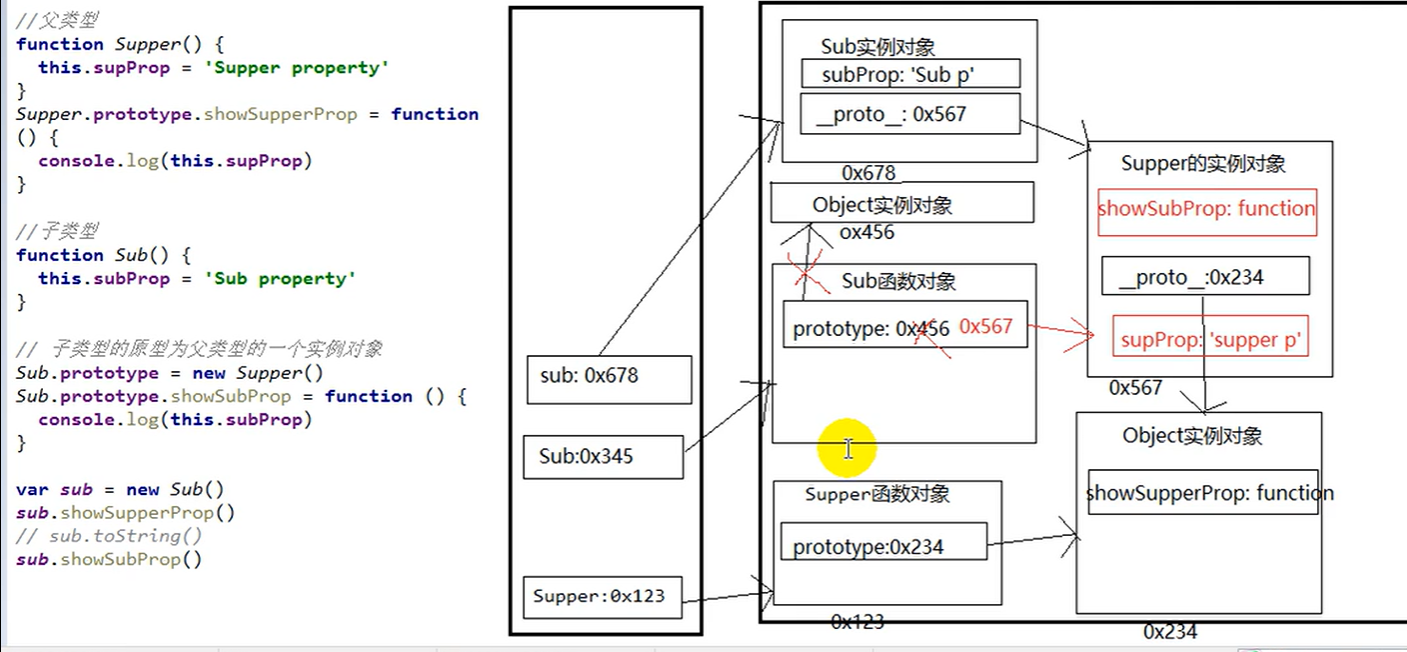 //父类型
function Supper() {
  this.supProp = 'Supper property'
}
Supper.prototype.showSupperProp = function
() {
  console.log(this.supProp)
}
//子类型
function Sub() {
  this.subProp = 'Sub property'
}
// 子类型的原型为父类型的一个实例对象
Sub.prototype = new Supper()
Sub.prototype.showSubProp = function () {
  console.log(this.subProp)
}
var sub = new Sub()
sub.showSupperProp()
// sub.toString()
sub.showSubProp()
sub: 0x678
Sub:0x345
Supper:0x123
Sub实例对象
subProp: 'Sub p'
__proto__: 0x567
0x678
Object实例对象
ox456
Sub函数对象
prototype: 0x456 0x567
Supper函数对象
prototype:0x234
0x123
Supper的实例对象
showSubProp: function
__proto__:0x234
supProp: 'supper p'
0x567
Object实例对象
showSupperProp: function
0x234